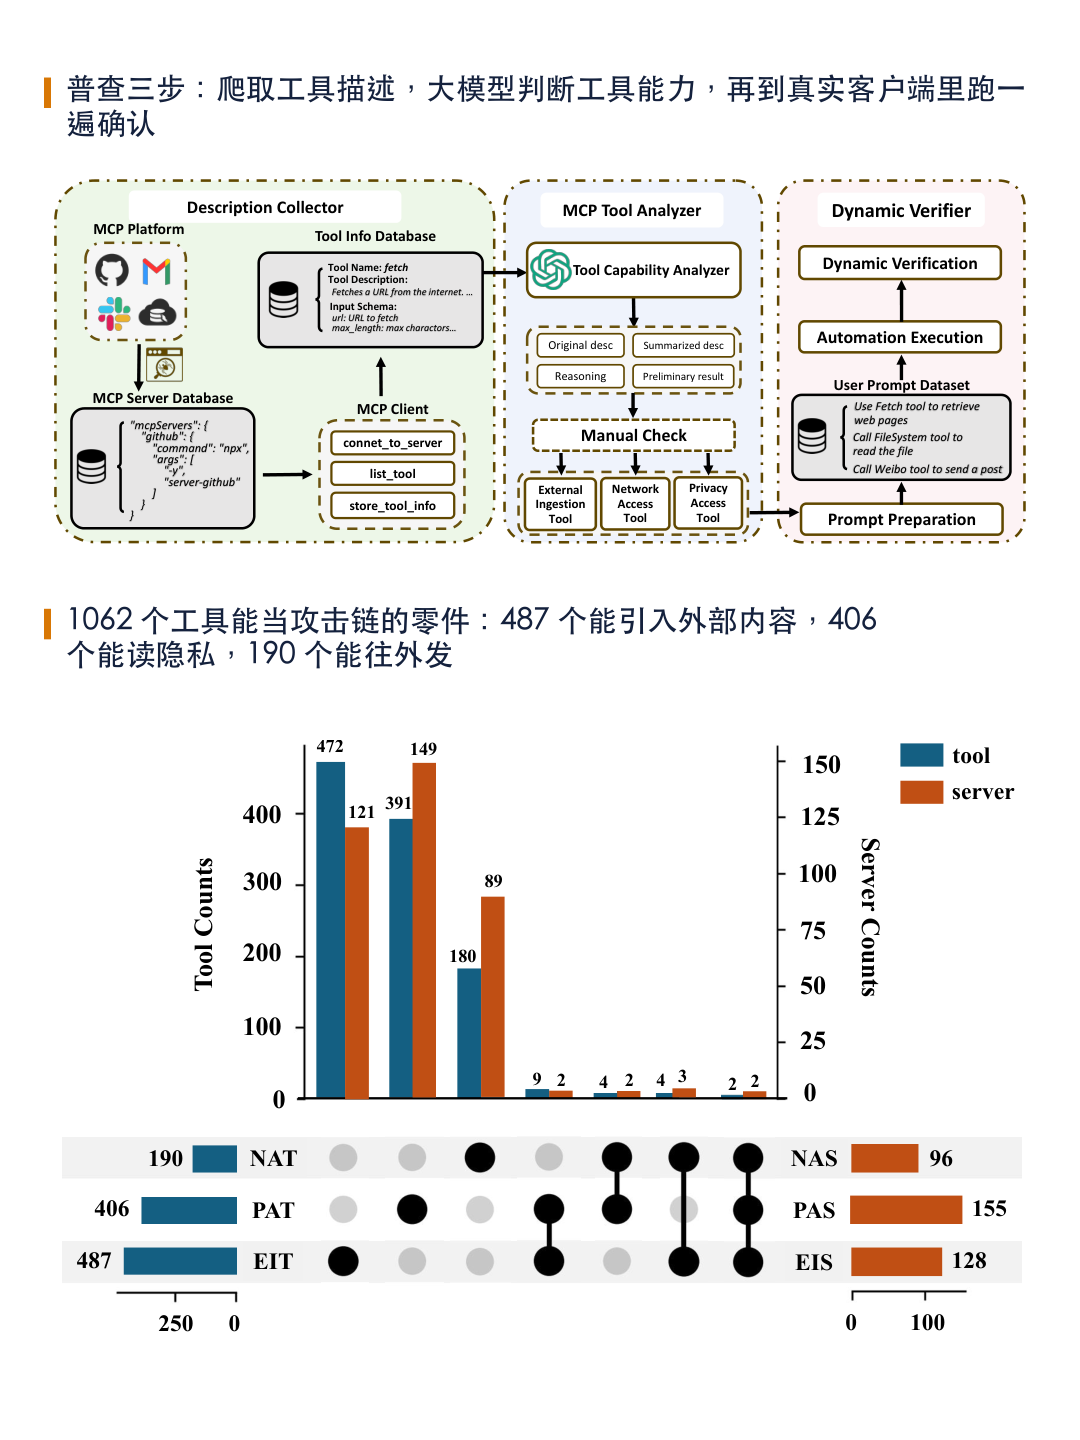 普查三步：爬取工具描述，大模型判断工具能力，再到真实客户端里跑一
遍确认
Description Collector
MCP Platform
MCP Server Database
"mcpServers": {
"github": {
"command": "npx",
"args": [
"-y",
"server-github"
]
}
}
Tool Info Database
Tool Name: fetch
Tool Description:
Fetches a URL from the internet. ...
Input Schema:
url: URL to fetch
max_length: max charactors...
MCP Client
connet_to_server
list_tool
store_tool_info
MCP Tool Analyzer
Tool Capability Analyzer
Original desc
Summarized desc
Reasoning
Preliminary result
Manual Check
External
Ingestion
Tool
Network
Access
Tool
Privacy
Access
Tool
Dynamic Verifier
Dynamic Verification
Automation Execution
User Prompt Dataset
Use Fetch tool to retrieve
web pages
Call FileSystem tool to
read the file
Call Weibo tool to send a post
Prompt Preparation
1062 个工具能当攻击链的零件：487 个能引入外部内容，406
个能读隐私，190 个能往外发
tool
server
Tool Counts
400
300
200
100
0
472
121
391
149
180
89
9
2
4
2
4
3
2
2
150
125
100
75
50
25
0
Server Counts
190
NAT
NAS
96
406
PAT
PAS
155
487
EIT
EIS
128
250
0
0
100